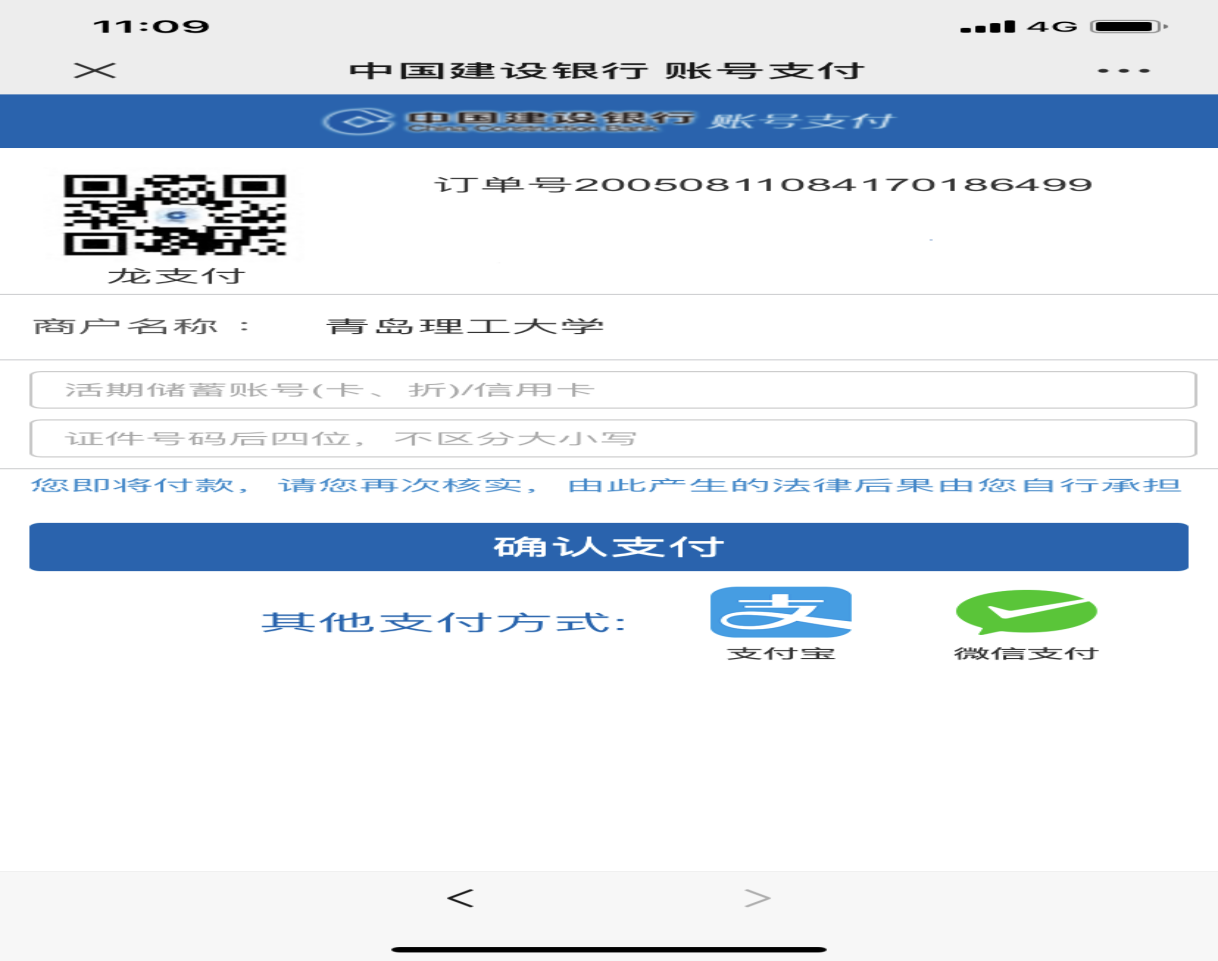 11:09 4G
中国建设银行 账号支付
中国建设银行 账号支付
China Construction Bank
订单号20050811084170186499
龙支付
商户名称： 青岛理工大学
活期储蓄账号(卡、折)/信用卡
证件号码后四位，不区分大小写
您即将付款，请您再次核实，由此产生的法律后果由您自行承担
确认支付
其他支付方式:
支付宝 微信支付